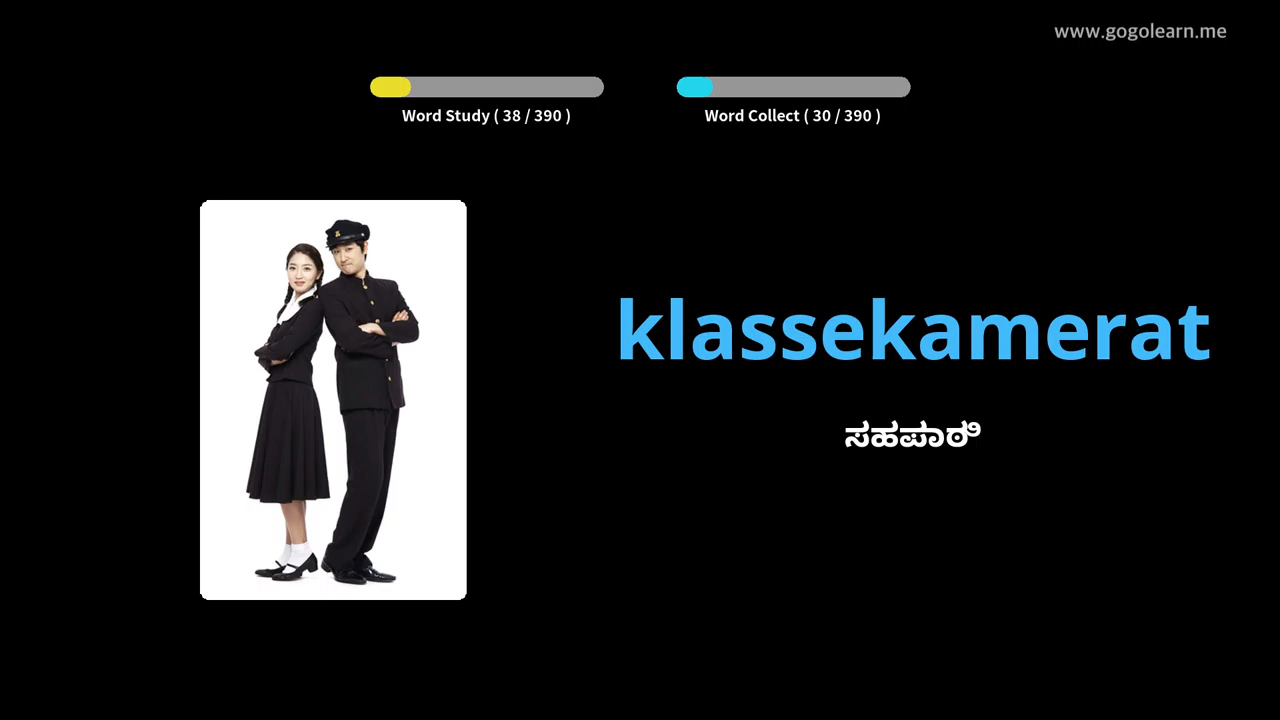 www.gogolearn.me
Word Study ( 38 / 390 )
Word Collect ( 30 / 390 )
klassekamerat
ಸಹಪಾಠಿ